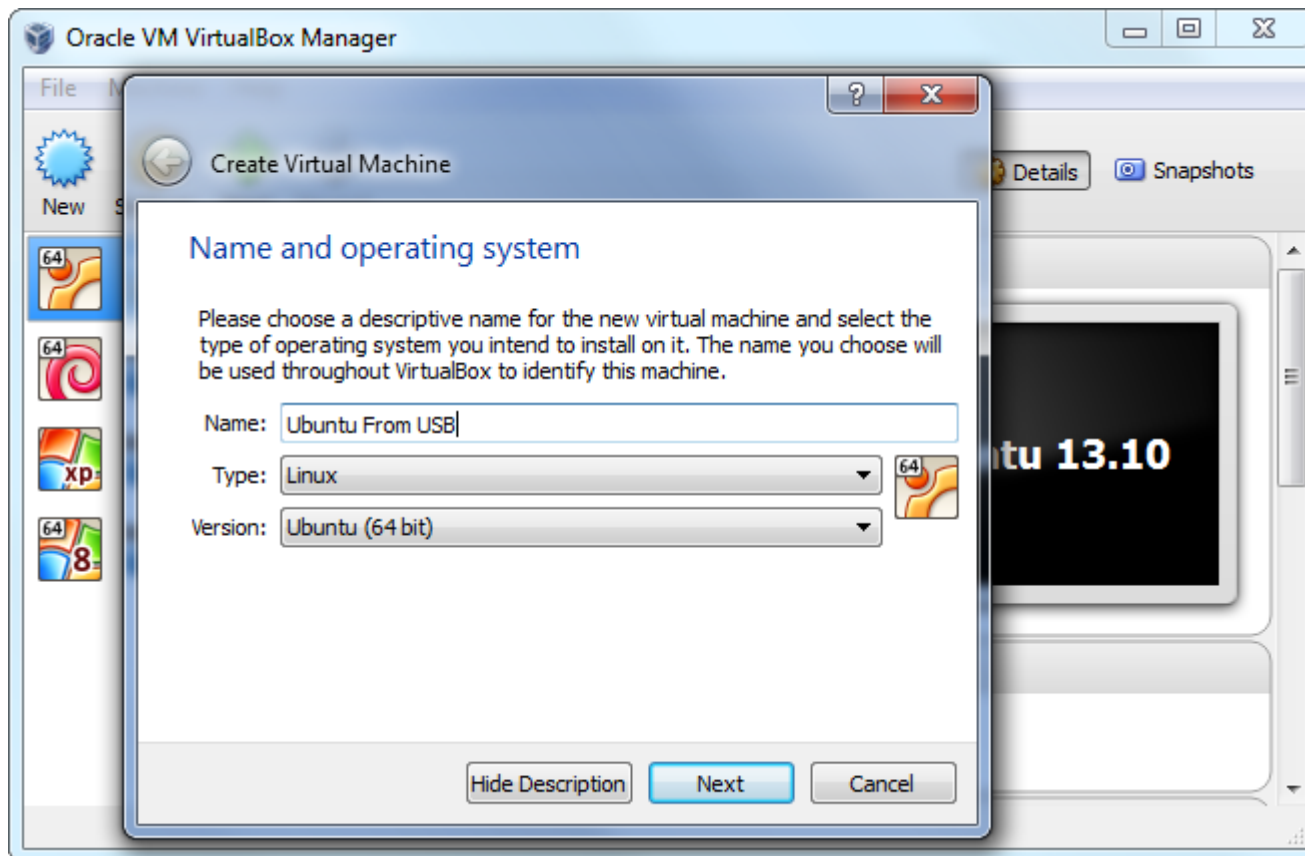 Oracle VM VirtualBox Manager
File
Create Virtual Machine
New
Details
Snapshots
Name and operating system
Please choose a descriptive name for the new virtual machine and select the
type of operating system you intend to install on it. The name you choose will
be used throughout VirtualBox to identify this machine.
Name: Ubuntu From USB
Type: Linux
64
Version: Ubuntu (64 bit)
64
64
xp
64
8
tu 13.10
Hide Description
Next
Cancel